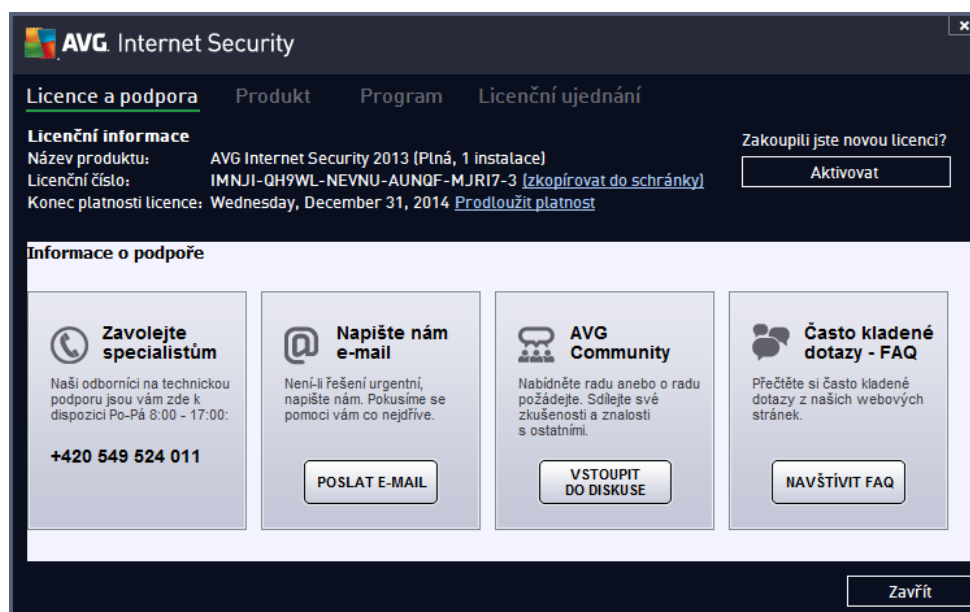 AVG. Internet Security
Licence a podpora Produkt Program Licenční ujednání
Licenční informace
Název produktu: AVG Internet Security 2013 (Plná, 1 instalace)
Licenční číslo: IMNJI-QH9WL-NEVNU-AUNQF-MJRI7-3 (zkopírovat do schránky)
Konec platnosti licence: Wednesday, December 31, 2014 Prodloužit platnost
Zakoupili jste novou licenci?
Aktivovat
Informace o podpoře
Zavolejte
specialistům
Naši odborníci na technickou
podporu jsou vám zde k
dispozici Po-Pá 8:00 - 17:00:
+420 549 524 011
Napište nám
e-mail
Není-li řešení urgentní,
napište nám. Pokusíme se
pomoci vám co nejdříve.
POSLAT E-MAIL
AVG
Community
Nabídněte radu anebo o radu
požádejte. Sdílejte své
zkušenosti a znalosti
s ostatními.
VSTOUPIT
DO DISKUSE
Často kladené
dotazy - FAQ
Přečtěte si často kladené
dotazy z našich webových
stránek.
NAVŠTÍVIT FAQ
Zavřít